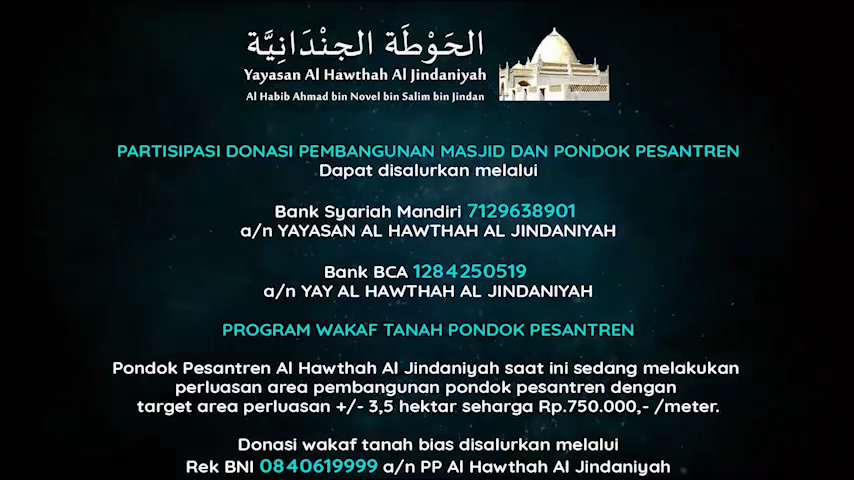 الحَوْطَة الجِنْدَانِيَّة
Yayasan Al Hawthah Al Jindaniyah
Al Habib Ahmad bin Novel bin Salim bin Jindan
PARTISIPASI DONASI PEMBANGUNAN MASJID DAN PONDOK PESANTREN
Dapat disalurkan melalui
Bank Syariah Mandiri 7129638901
a/n YAYASAN AL HAWTHAH AL JINDANIYAH
Bank BCA 1284250519
a/n YAY AL HAWTHAH AL JINDANIYAH
PROGRAM WAKAF TANAH PONDOK PESANTREN
Pondok Pesantren Al Hawthah Al Jindaniyah saat ini sedang melakukan
perluasan area pembangunan pondok pesantren dengan
target area perluasan +/- 3,5 hektar seharga Rp.750.000,- /meter.
Donasi wakaf tanah bias disalurkan melalui
Rek BNI 0840619999 a/n PP Al Hawthah Al Jindaniyah